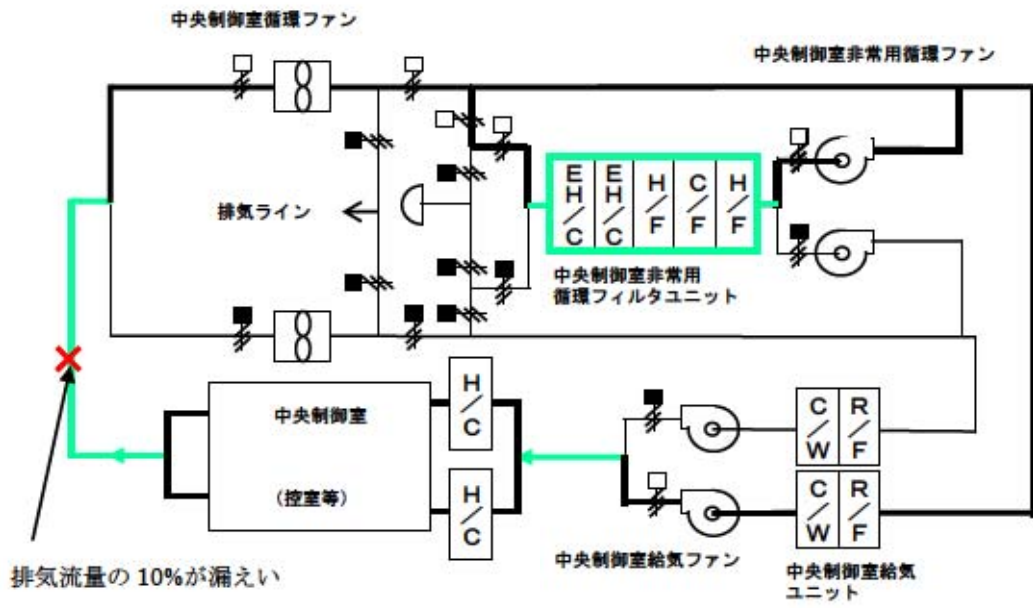 中央制御室循環ファン
中央制御室非常用循環ファン
排気ライン
EH/C
EH/C
H/F
C/F
H/F
中央制御室非常用
循環フィルタユニット
中央制御室
（控室等）
H/C
H/C
C/W
R/F
C/W
R/F
中央制御室給気ファン
中央制御室給気
ユニット
排気流量の 10%が漏えい